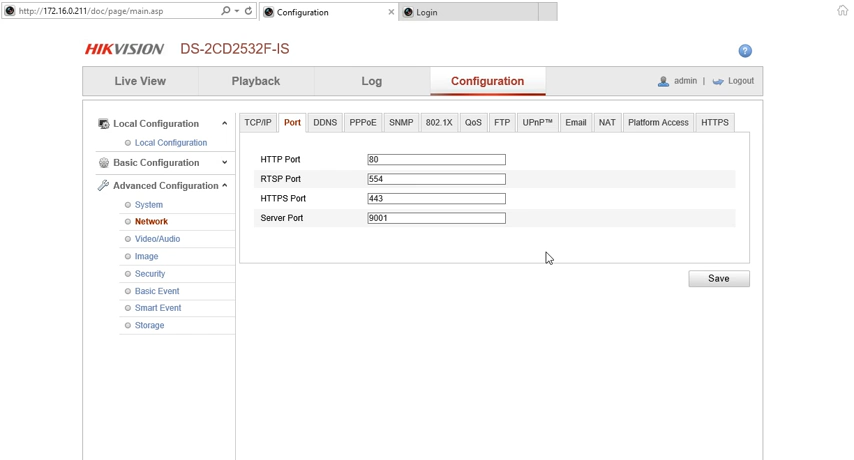 http://172.16.0.211/doc/page/main.asp
Configuration
Login
HIKVISION DS-2CD2532F-IS
Live View Playback Log Configuration admin | Logout
Local Configuration
Local Configuration
Basic Configuration
Advanced Configuration
System
Network
Video/Audio
Image
Security
Basic Event
Smart Event
Storage
TCP/IP Port DDNS PPPoE SNMP 802.1X QoS FTP UPnP™ Email NAT Platform Access HTTPS
HTTP Port 80
RTSP Port 554
HTTPS Port 443
Server Port 9001
Save